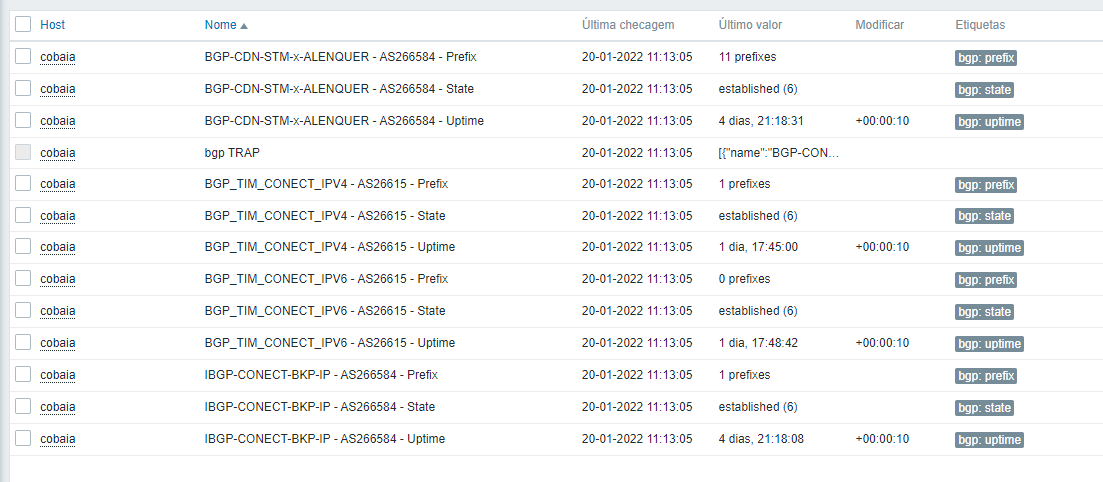 Host Nome Última checagem Último valor Modificar Etiquetas
cobaia BGP-CDN-STM-x-ALENQUER - AS266584 - Prefix 20-01-2022 11:13:05 11 prefixes bgp: prefix
cobaia BGP-CDN-STM-x-ALENQUER - AS266584 - State 20-01-2022 11:13:05 established (6) bgp: state
cobaia BGP-CDN-STM-x-ALENQUER - AS266584 - Uptime 20-01-2022 11:13:05 4 dias, 21:18:31 +00:00:10 bgp: uptime
cobaia bgp TRAP 20-01-2022 11:13:05 [{"name":"BGP-CON...
cobaia BGP_TIM_CONECT_IPV4 - AS26615 - Prefix 20-01-2022 11:13:05 1 prefixes bgp: prefix
cobaia BGP_TIM_CONECT_IPV4 - AS26615 - State 20-01-2022 11:13:05 established (6) bgp: state
cobaia BGP_TIM_CONECT_IPV4 - AS26615 - Uptime 20-01-2022 11:13:05 1 dia, 17:45:00 +00:00:10 bgp: uptime
cobaia BGP_TIM_CONECT_IPV6 - AS26615 - Prefix 20-01-2022 11:13:05 0 prefixes bgp: prefix
cobaia BGP_TIM_CONECT_IPV6 - AS26615 - State 20-01-2022 11:13:05 established (6) bgp: state
cobaia BGP_TIM_CONECT_IPV6 - AS26615 - Uptime 20-01-2022 11:13:05 1 dia, 17:48:42 +00:00:10 bgp: uptime
cobaia IBGP-CONECT-BKP-IP - AS266584 - Prefix 20-01-2022 11:13:05 1 prefixes bgp: prefix
cobaia IBGP-CONECT-BKP-IP - AS266584 - State 20-01-2022 11:13:05 established (6) bgp: state
cobaia IBGP-CONECT-BKP-IP - AS266584 - Uptime 20-01-2022 11:13:05 4 dias, 21:18:08 +00:00:10 bgp: uptime